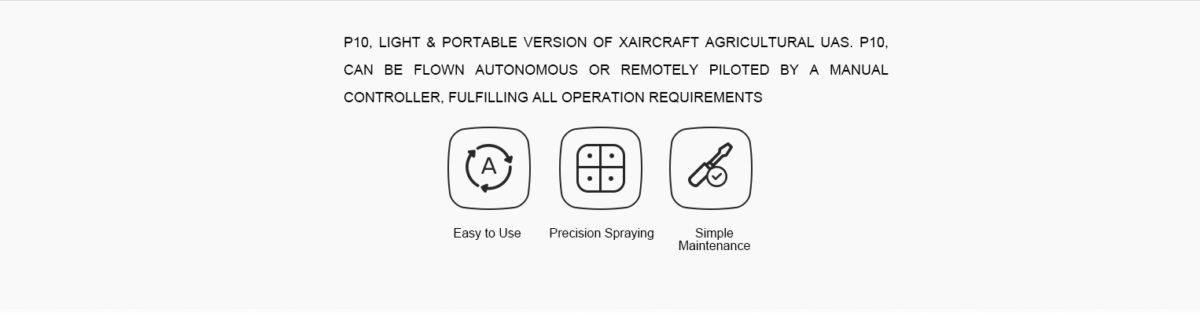 P10, LIGHT & PORTABLE VERSION OF XAIRCRAFT AGRICULTURAL UAS. P10,
CAN BE FLOWN AUTONOMOUS OR REMOTELY PILOTED BY A MANUAL
CONTROLLER, FULFILLING ALL OPERATION REQUIREMENTS
A
Easy to Use
Precision Spraying
Simple
Maintenance